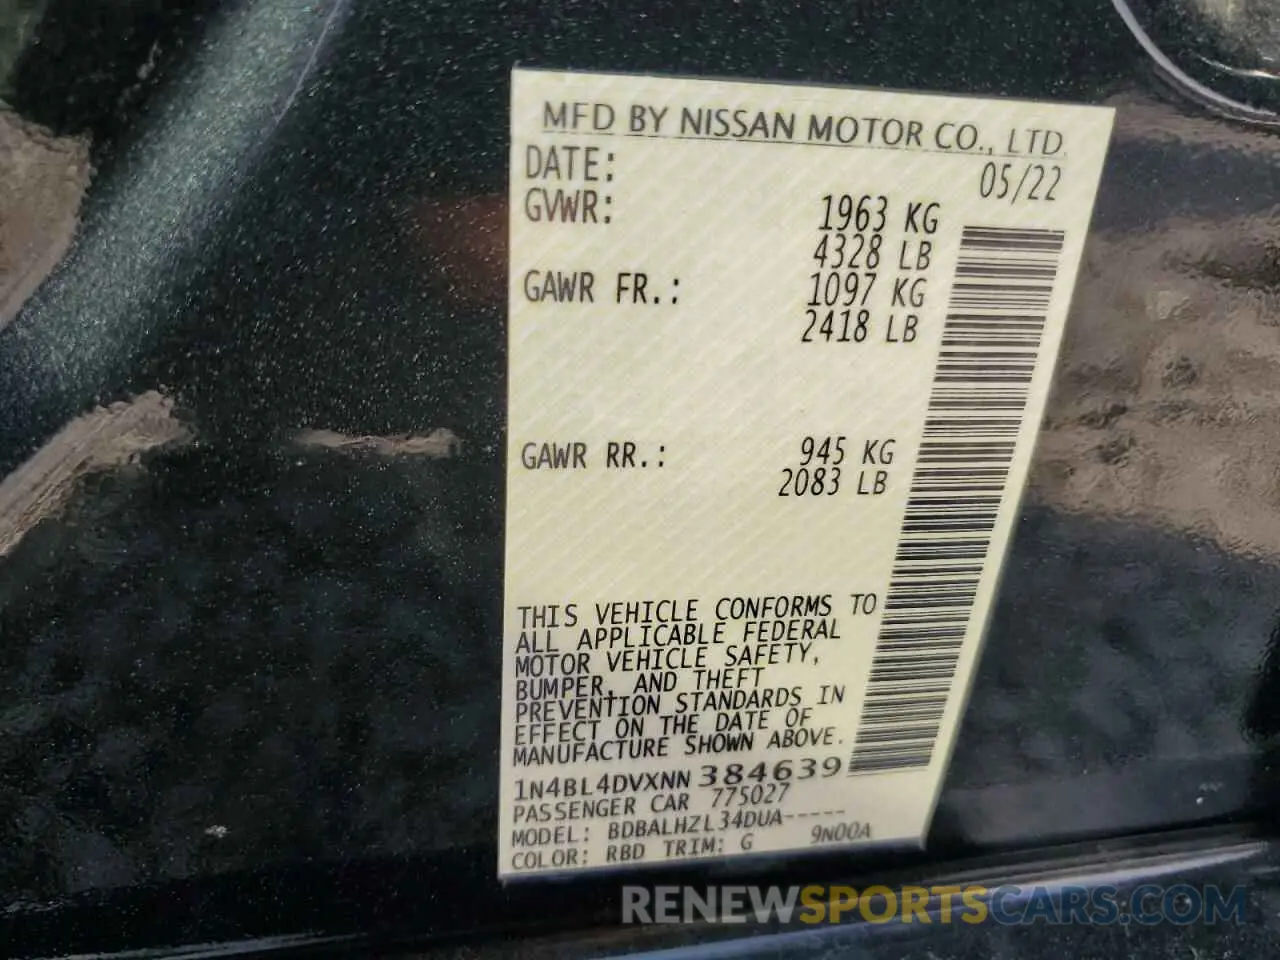 MFD BY NISSAN MOTOR CO., LTD.
DATE: 05/22
GVWR: 1963 KG
4328 LB
GAWR FR.: 1097 KG
2418 LB
GAWR RR.: 945 KG
2083 LB
THIS VEHICLE CONFORMS TO
ALL APPLICABLE FEDERAL
MOTOR VEHICLE SAFETY,
BUMPER, AND THEFT
PREVENTION STANDARDS IN
EFFECT ON THE DATE OF
MANUFACTURE SHOWN ABOVE.
1N4BL4DVXNN384639
PASSENGER CAR 775027
MODEL: BDBALHZL34DUA-----
COLOR: RBD TRIM: G 9N00A
RENEWSPORTSCARS.COM